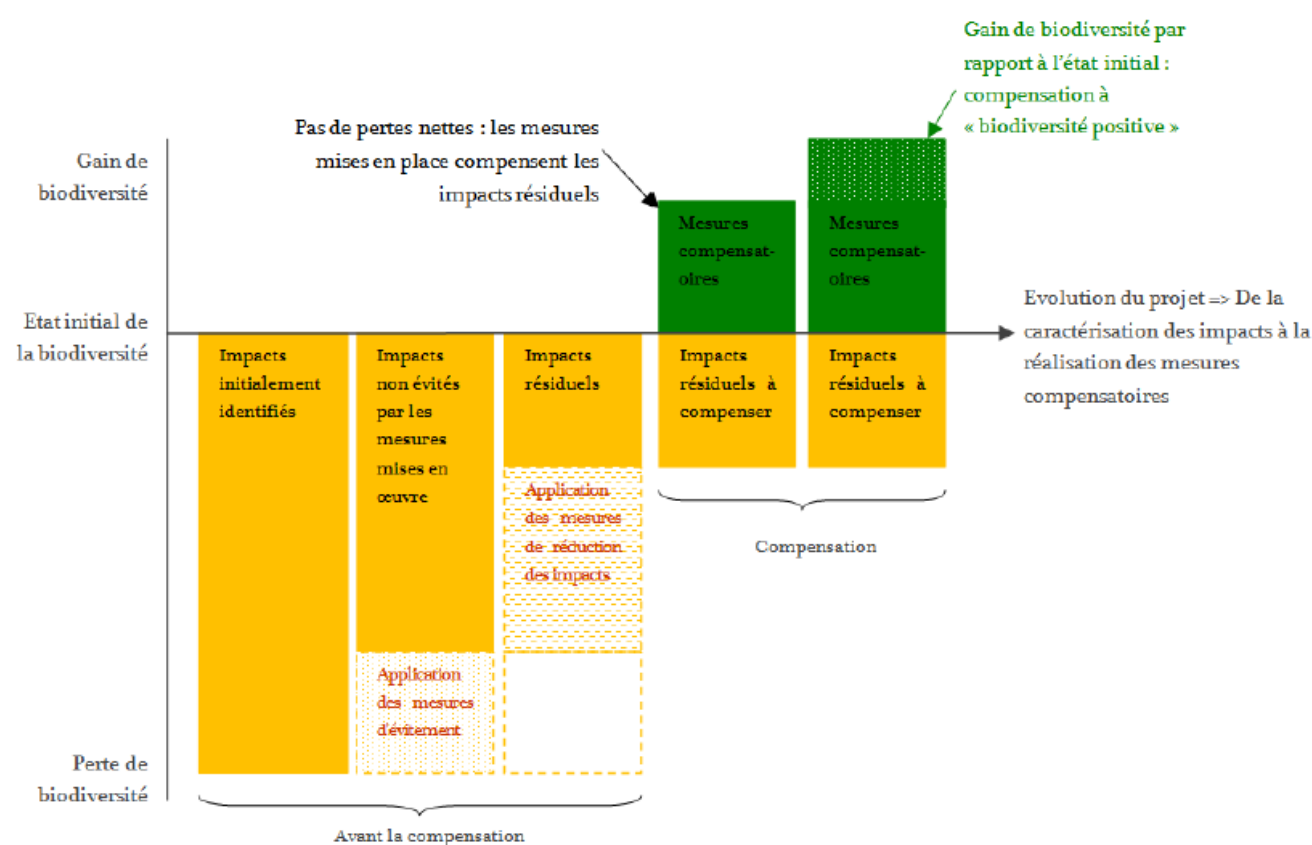 Gain de biodiversité par
rapport à l'état initial :
compensation à
« biodiversité positive »
Pas de pertes nettes : les mesures
mises en place compensent les
impacts résiduels
Gain de
biodiversité
Mesures
compensat-
oires
Mesures
compensat-
oires
Etat initial de
la biodiversité
Evolution du projet => De la
caractérisation des impacts à la
réalisation des mesures
compensatoires
Impacts
initialement
identifiés
Impacts
non évités
par les
mesures
mises en
œuvre
Impacts
résiduels
Impacts
résiduels à
compenser
Impacts
résiduels à
compenser
Application
des mesures
de réduction
des impacts
Compensation
Application
des mesures
d'évitement
Perte de
biodiversité
Avant la compensation